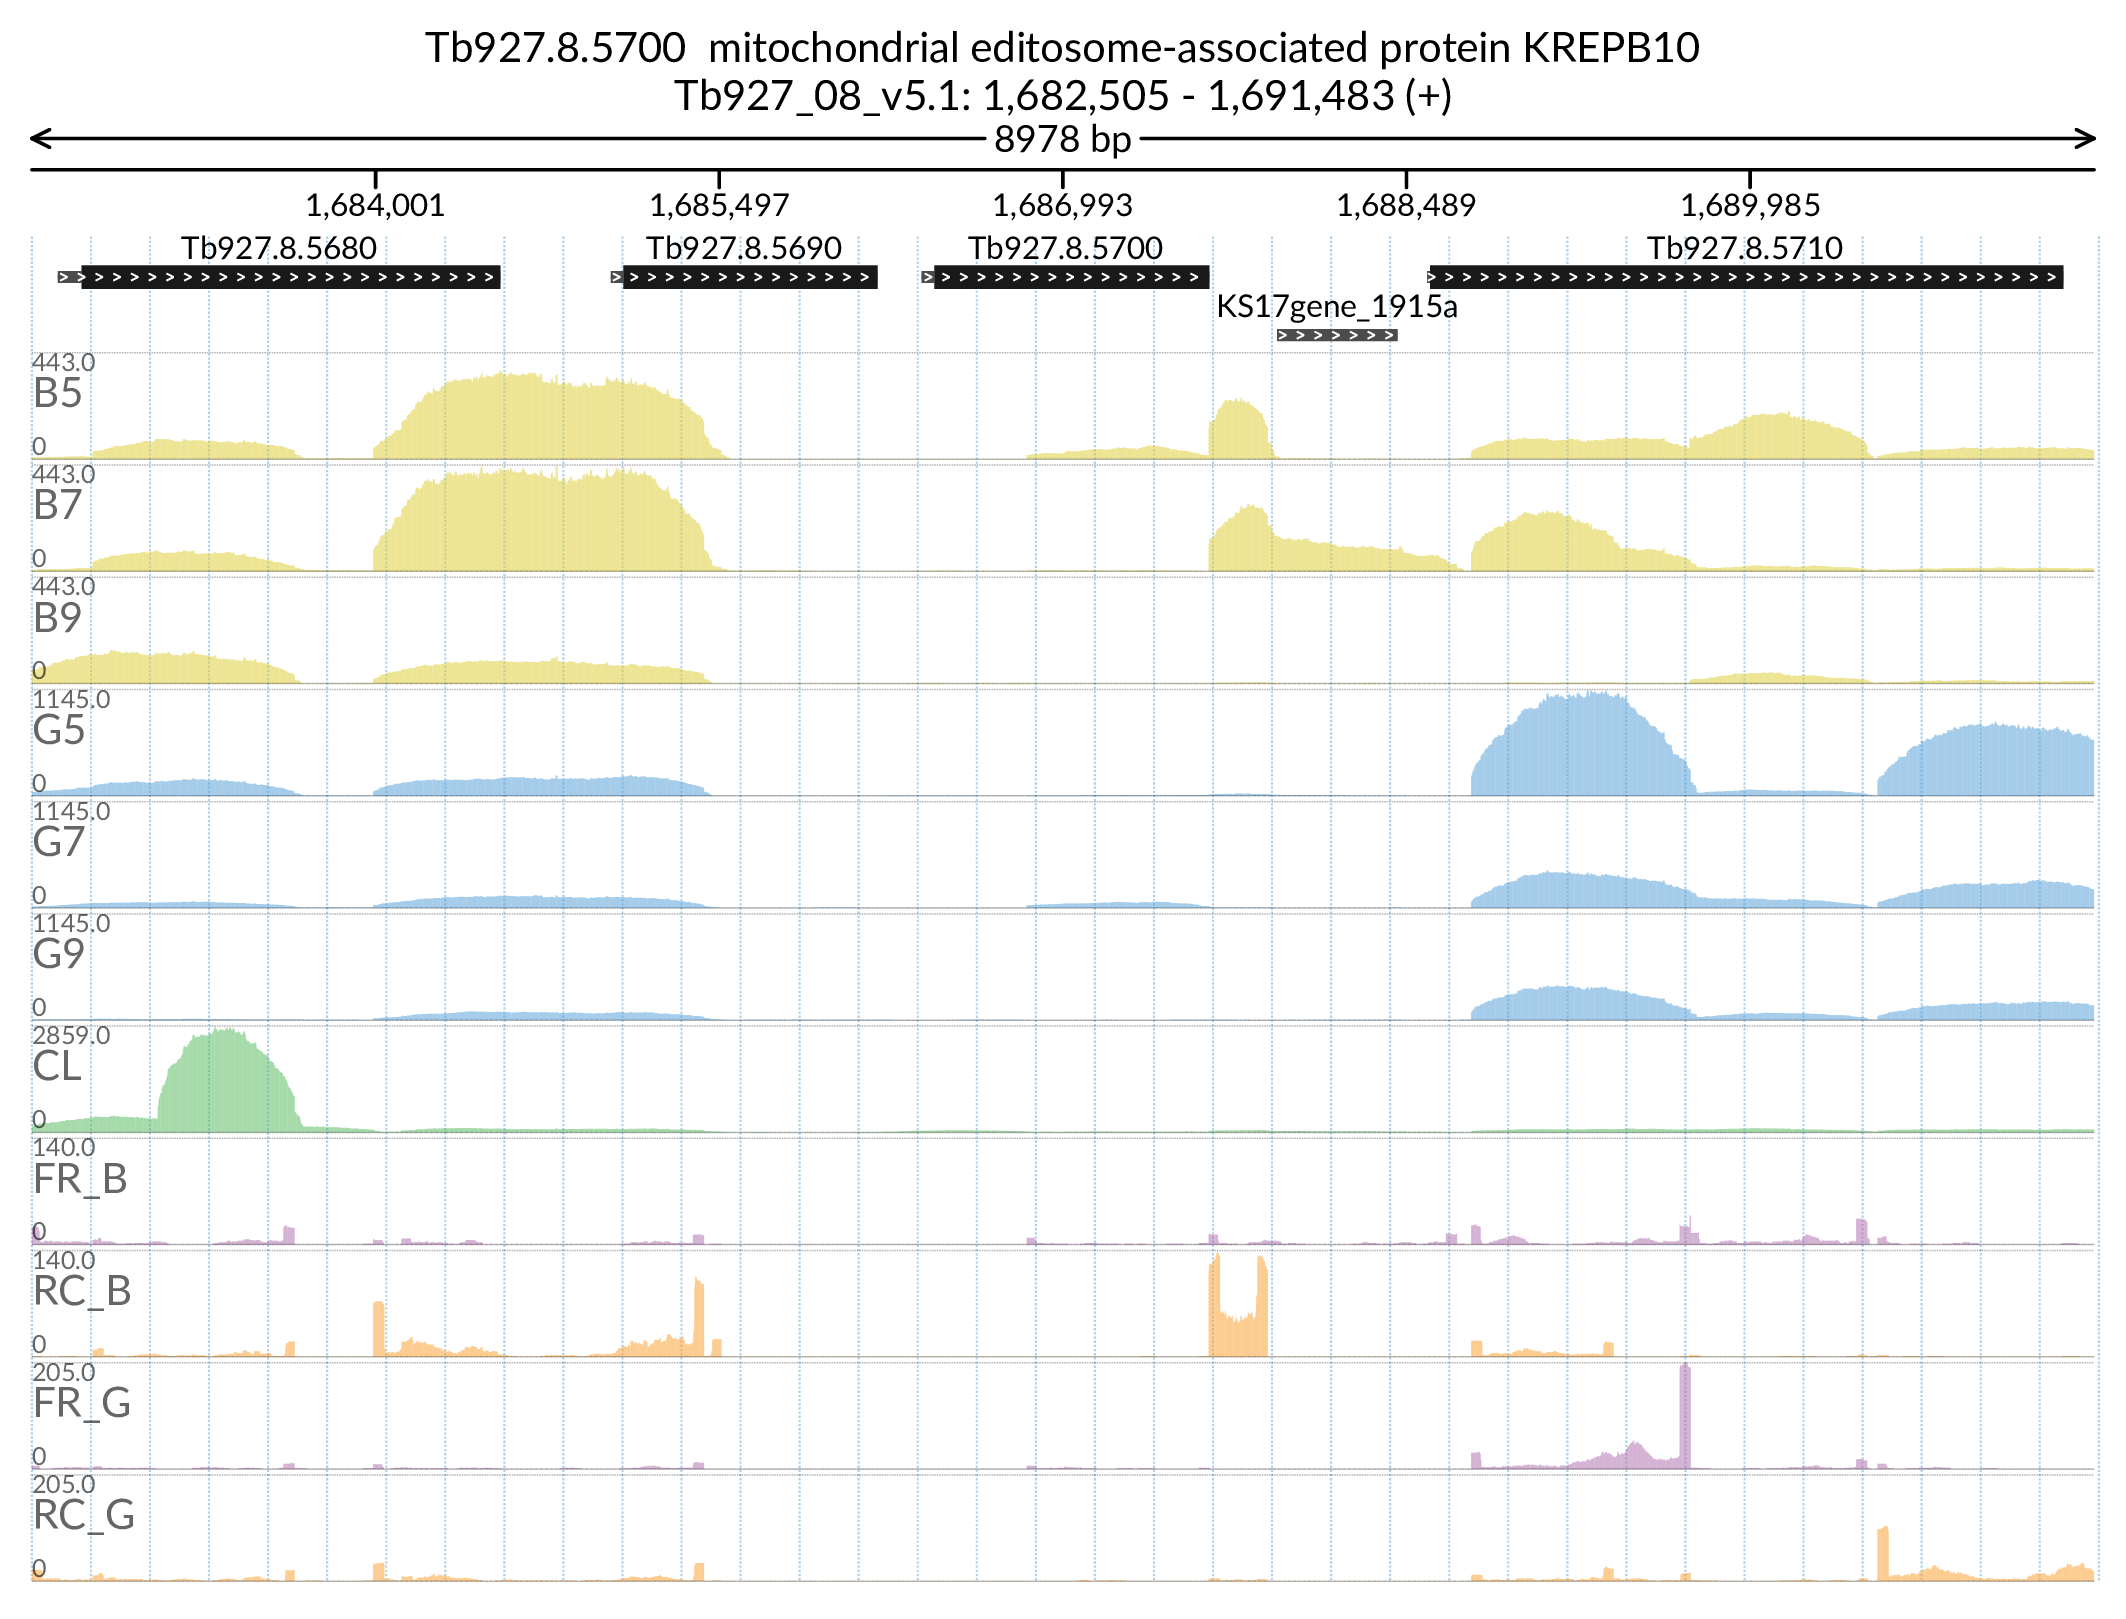 Tb927.8.5700  mitochondrial editosome-associated protein KREPB10
Tb927_08_v5.1: 1,682,505 - 1,691,483 (+)
8978 bp
1,684,001 1,685,497 1,686,993 1,688,489 1,689,985
Tb927.8.5680 Tb927.8.5690 Tb927.8.5700 Tb927.8.5710
KS17gene_1915a
443.0
B5
0
443.0
B7
0
443.0
B9
0
1145.0
G5
0
1145.0
G7
0
1145.0
G9
0
2859.0
CL
0
140.0
FR_B
0
140.0
RC_B
0
205.0
FR_G
0
205.0
RC_G
0